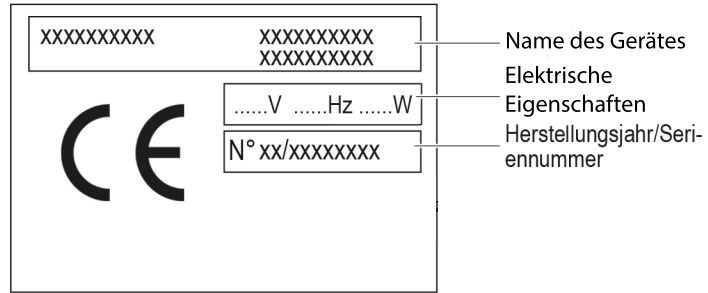 xxxxxxxxxx
xxxxxxxxxx
xxxxxxxxxx
Name des Gerätes
Elektrische
Eigenschaften
......V ......Hz ......W
CE
N° xx/xxxxxxxx
Herstellungsjahr/Seri-
ennummer